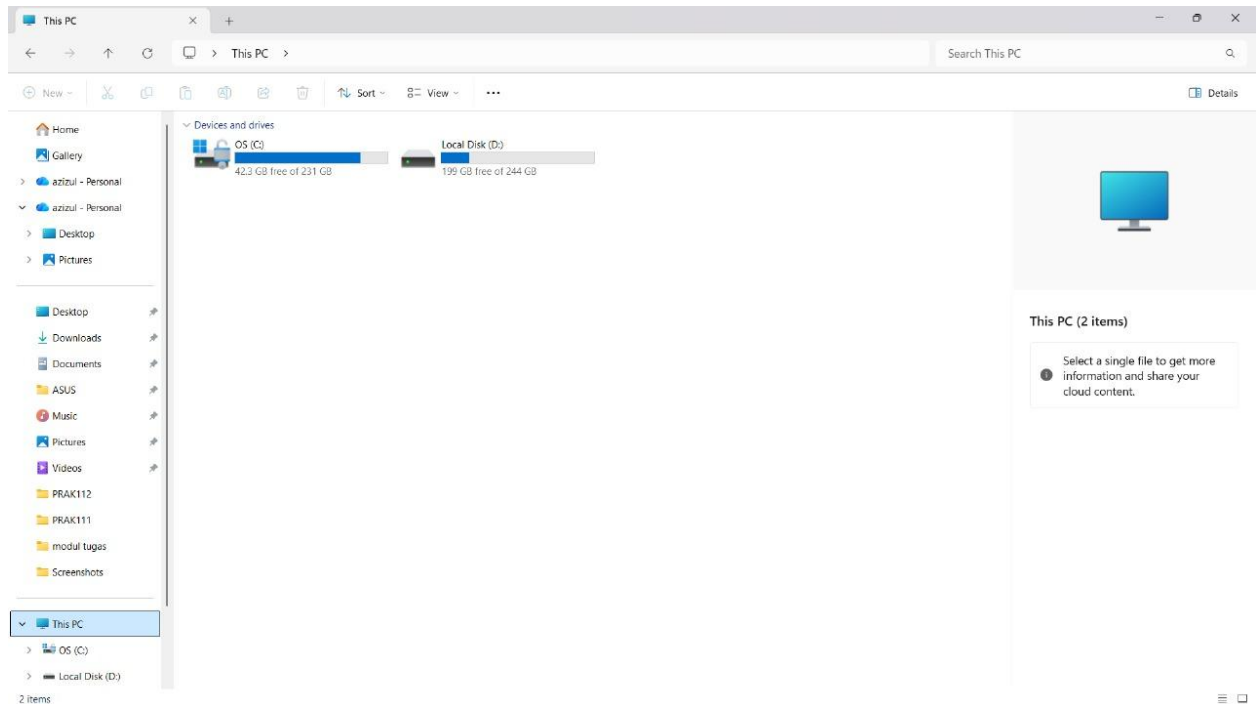 This PC
This PC
Search This PC
New
Sort
View
Details
Home
Gallery
azizul - Personal
azizul - Personal
Desktop
Pictures
Desktop
Downloads
Documents
ASUS
Music
Pictures
Videos
PRAK112
PRAK111
modul tugas
Screenshots
This PC
OS (C:)
Local Disk (D:)
2 items
Devices and drives
OS (C:)
42.3 GB free of 231 GB
Local Disk (D:)
199 GB free of 244 GB
This PC (2 items)
Select a single file to get more
information and share your
cloud content.